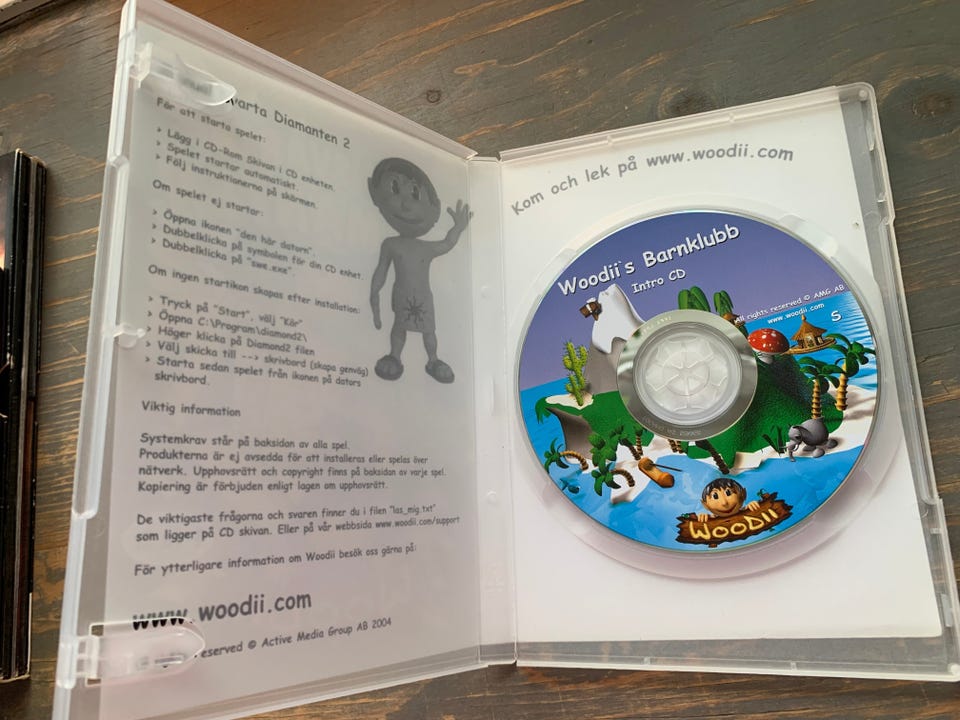 varta Diamanten 2
För att starta spelet:
> Lägg i CD-Rom Skivan i CD enheten.
> Spelet startar automatiskt.
> Följ instruktionerna på skärmen.
Om spelet ej startar:
> Öppna ikonen "den här datorn".
> Dubbelklicka på symbolen för din CD enhet.
> Dubbelklicka på "swe.exe".
Om ingen startikon skapas efter installation:
> Tryck på "Start", välj "Kör"
> Öppna C:\Program\diamond2\
> Höger klicka på Diamond2 filen
> Välj skicka till --> skrivbord (skapa genväg)
> Starta sedan spelet från ikonen på dators
skrivbord.
Viktig information
Systemkrav står på baksidan av alla spel.
Produkterna är ej avsedda för att installeras eller spelas över
nätverk. Upphovsrätt och copyright finns på baksidan av varje spel.
Kopiering är förbjuden enligt lagen om upphovsrätt.
De viktigaste frågorna och svaren finner du i filen "las_mig.txt"
som ligger på CD skivan. Eller på vår webbsida www.woodii.com/support
För ytterligare information om Woodii besök oss gärna på:
www.woodii.com
served © Active Media Group AB 2004
Kom och lek på www.woodii.com
Woodii's Barnklubb
Intro CD
All rights reserved © AMG AB
www.woodii.com
S
WOODii